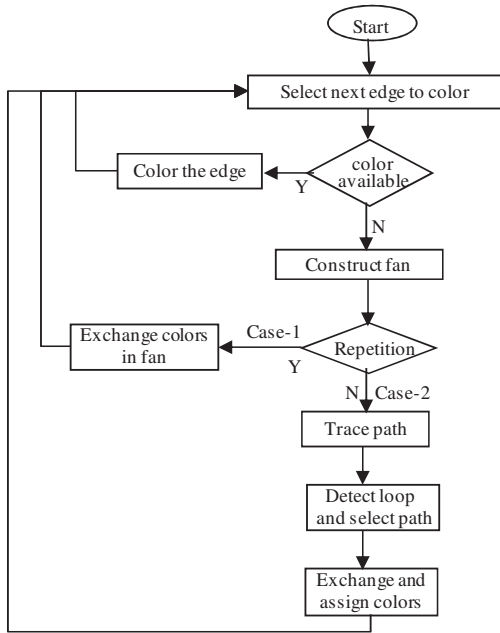 Start
Select next edge to color
color
available
Y
Color the edge
N
Construct fan
Repetition
Case-1
Y
Exchange colors
in fan
N Case-2
Trace path
Detect loop
and select path
Exchange and
assign colors